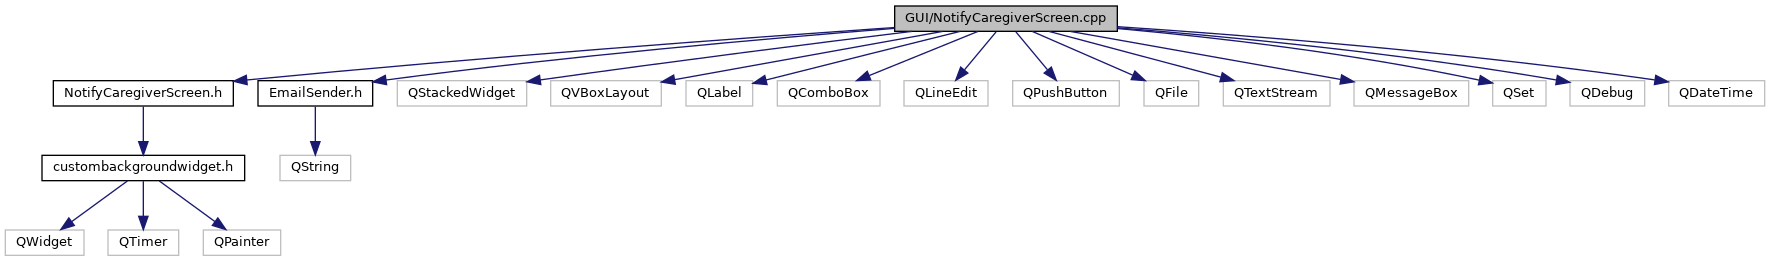 GUI/NotifyCaregiverScreen.cpp
NotifyCaregiverScreen.h
EmailSender.h
QStackedWidget
QVBoxLayout
QLabel
QComboBox
QLineEdit
QPushButton
QFile
QTextStream
QMessageBox
QSet
QDebug
QDateTime
custombackgroundwidget.h
QString
QWidget
QTimer
QPainter